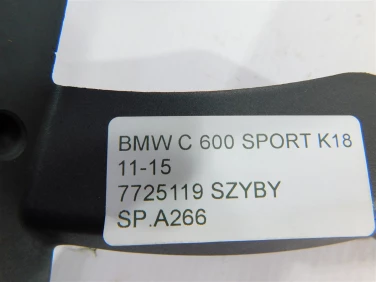 BMW C 600 SPORT K18
11-15
7725119 SZYBY
SP.A266